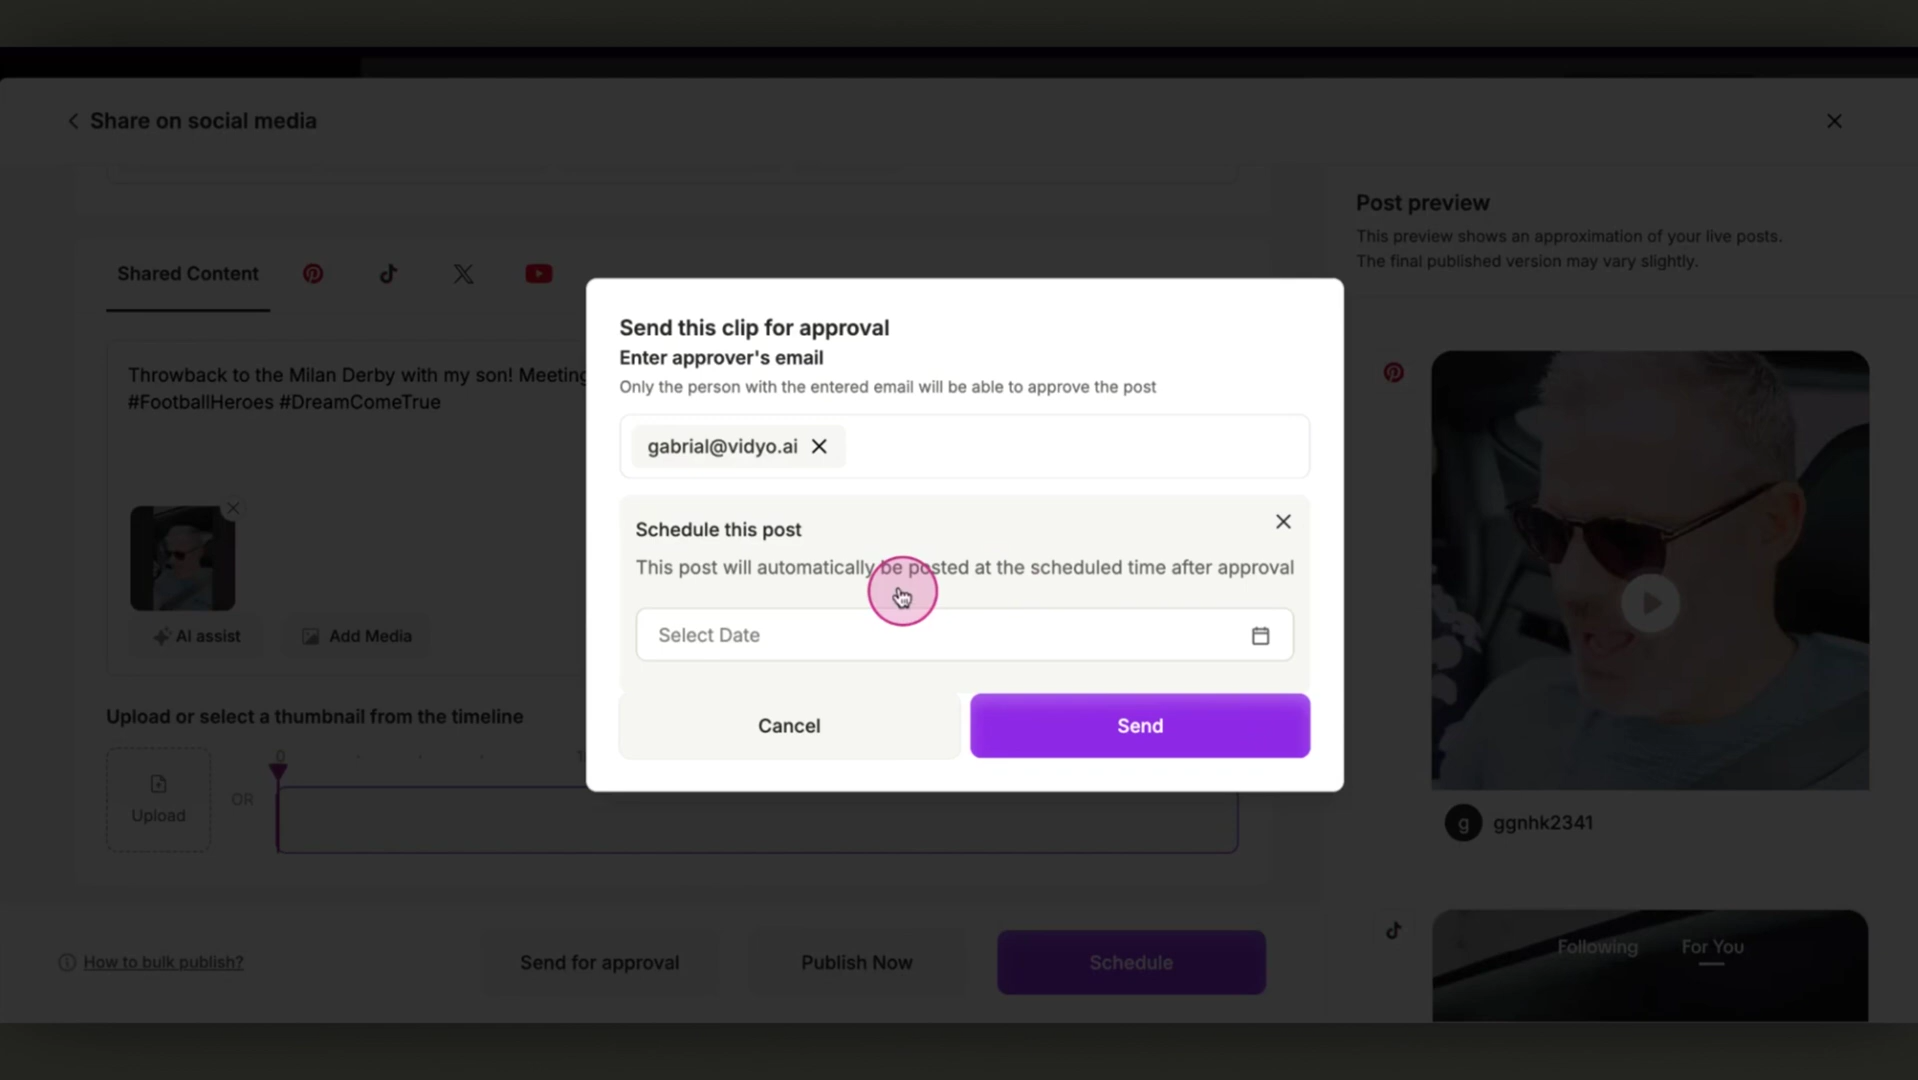 Share on social media
Post preview
This preview shows an approximation of your live posts.
The final published version may vary slightly.
Shared Content
Throwback to the Milan Derby with my son! Meeting
#FootballHeroes #DreamComeTrue
AI assist
Add Media
Upload or select a thumbnail from the timeline
0
Upload
OR
Send this clip for approval
Enter approver's email
Only the person with the entered email will be able to approve the post
gabrial@vidyo.ai
Schedule this post
This post will automatically be posted at the scheduled time after approval
Select Date
Cancel
Send
g
ggnhk2341
Following
For You
How to bulk publish?
Send for approval
Publish Now
Schedule